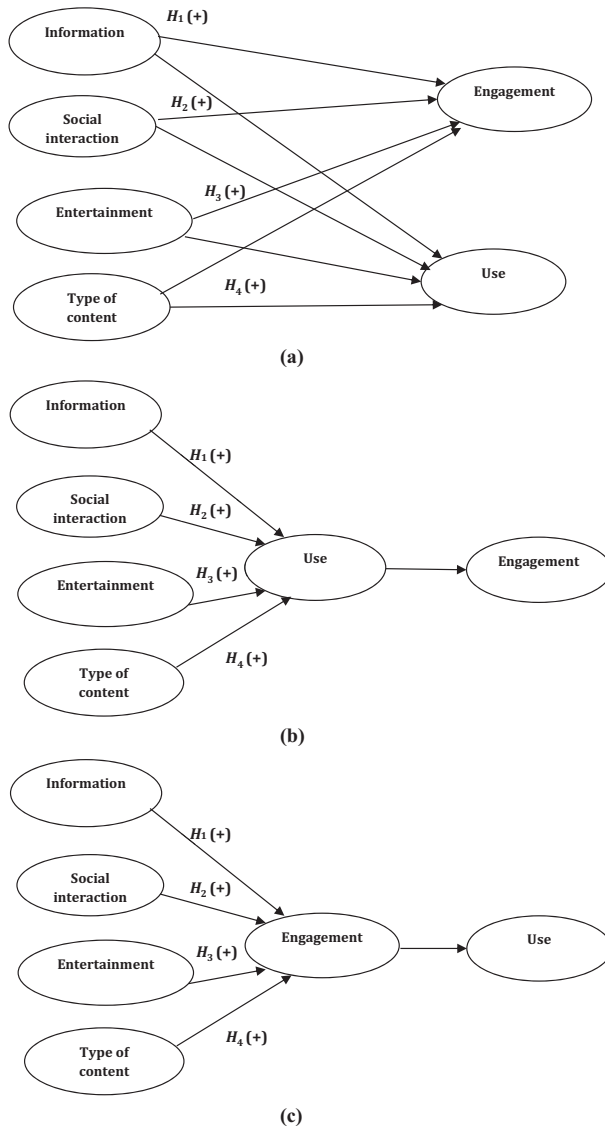 H1 (+)
Information
Engagement
H2 (+)
Social
interaction
H3 (+)
Entertainment
Use
H4 (+)
Type of
content
(a)
Information
H1 (+)
Social
interaction
H2 (+)
Use
Engagement
H3 (+)
Entertainment
H4 (+)
Type of
content
(b)
Information
H1 (+)
Social
interaction
H2 (+)
Engagement
Use
H3 (+)
Entertainment
H4 (+)
Type of
content
(c)